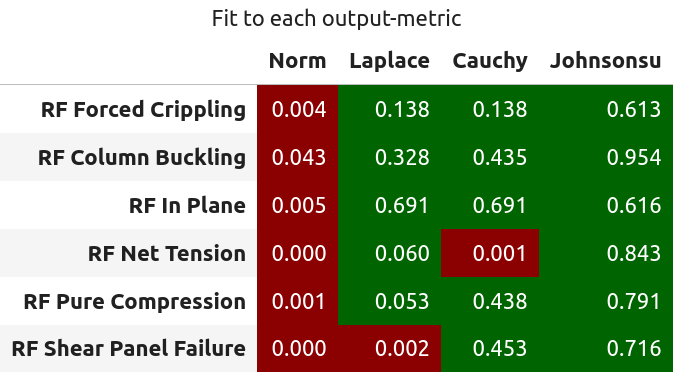 Fit to each output-metric
Norm Laplace Cauchy Johnsonsu
RF Forced Crippling 0.004 0.138 0.138 0.613
RF Column Buckling 0.043 0.328 0.435 0.954
RF In Plane 0.005 0.691 0.691 0.616
RF Net Tension 0.000 0.060 0.001 0.843
RF Pure Compression 0.001 0.053 0.438 0.791
RF Shear Panel Failure 0.000 0.002 0.453 0.716